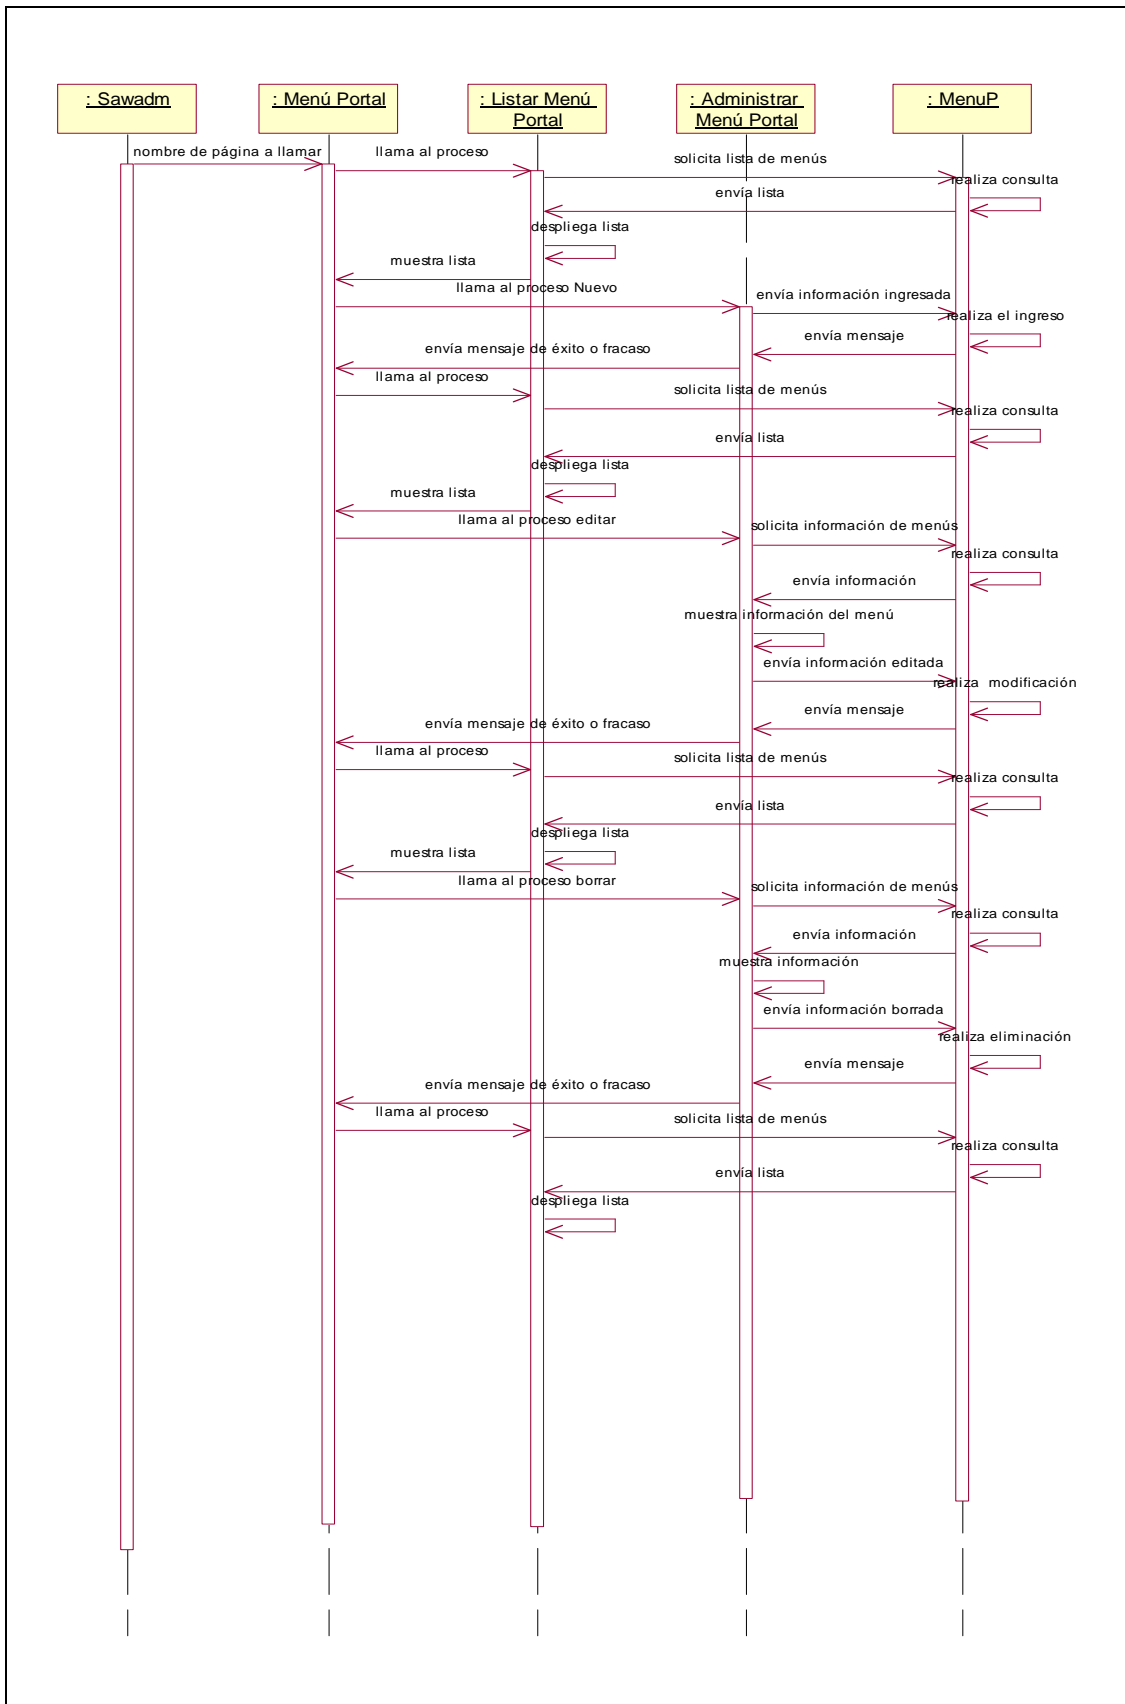 : Sawadm
: Menú Portal
: Listar Menú
Portal
: Administrar
Menú Portal
: MenuP
nombre de página a llamar
llama al proceso
solicita lista de menús
realiza consulta
envía lista
despliega lista
muestra lista
llama al proceso Nuevo
envía información ingresada
realiza el ingreso
envía mensaje
envía mensaje de éxito o fracaso
llama al proceso
solicita lista de menús
realiza consulta
envía lista
despliega lista
muestra lista
llama al proceso editar
solicita información de menús
realiza consulta
envía información
muestra información del menú
envía información editada
realiza modificación
envía mensaje
envía mensaje de éxito o fracaso
llama al proceso
solicita lista de menús
realiza consulta
envía lista
despliega lista
muestra lista
llama al proceso borrar
solicita información de menús
realiza consulta
envía información
muestra información
envía información borrada
realiza eliminación
envía mensaje
envía mensaje de éxito o fracaso
llama al proceso
solicita lista de menús
realiza consulta
envía lista
despliega lista